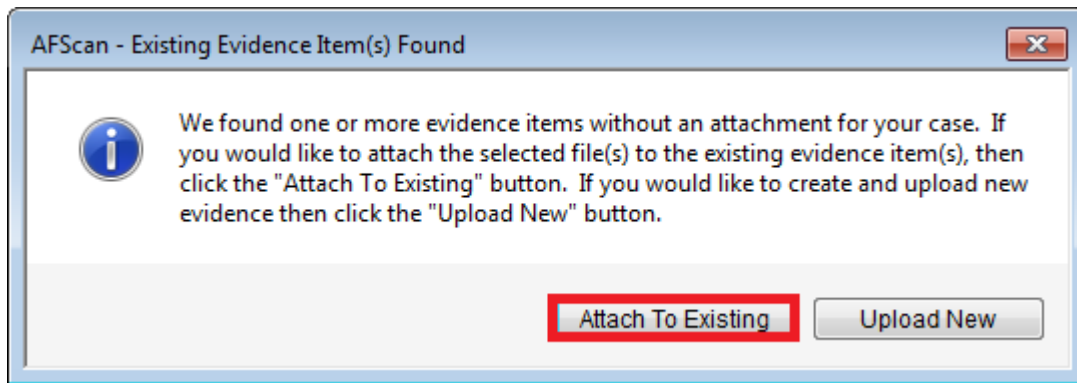 AFScan - Existing Evidence Item(s) Found
We found one or more evidence items without an attachment for your case.  If
you would like to attach the selected file(s) to the existing evidence item(s), then
click the "Attach To Existing" button.  If you would like to create and upload new
evidence then click the "Upload New" button.
Attach To Existing
Upload New